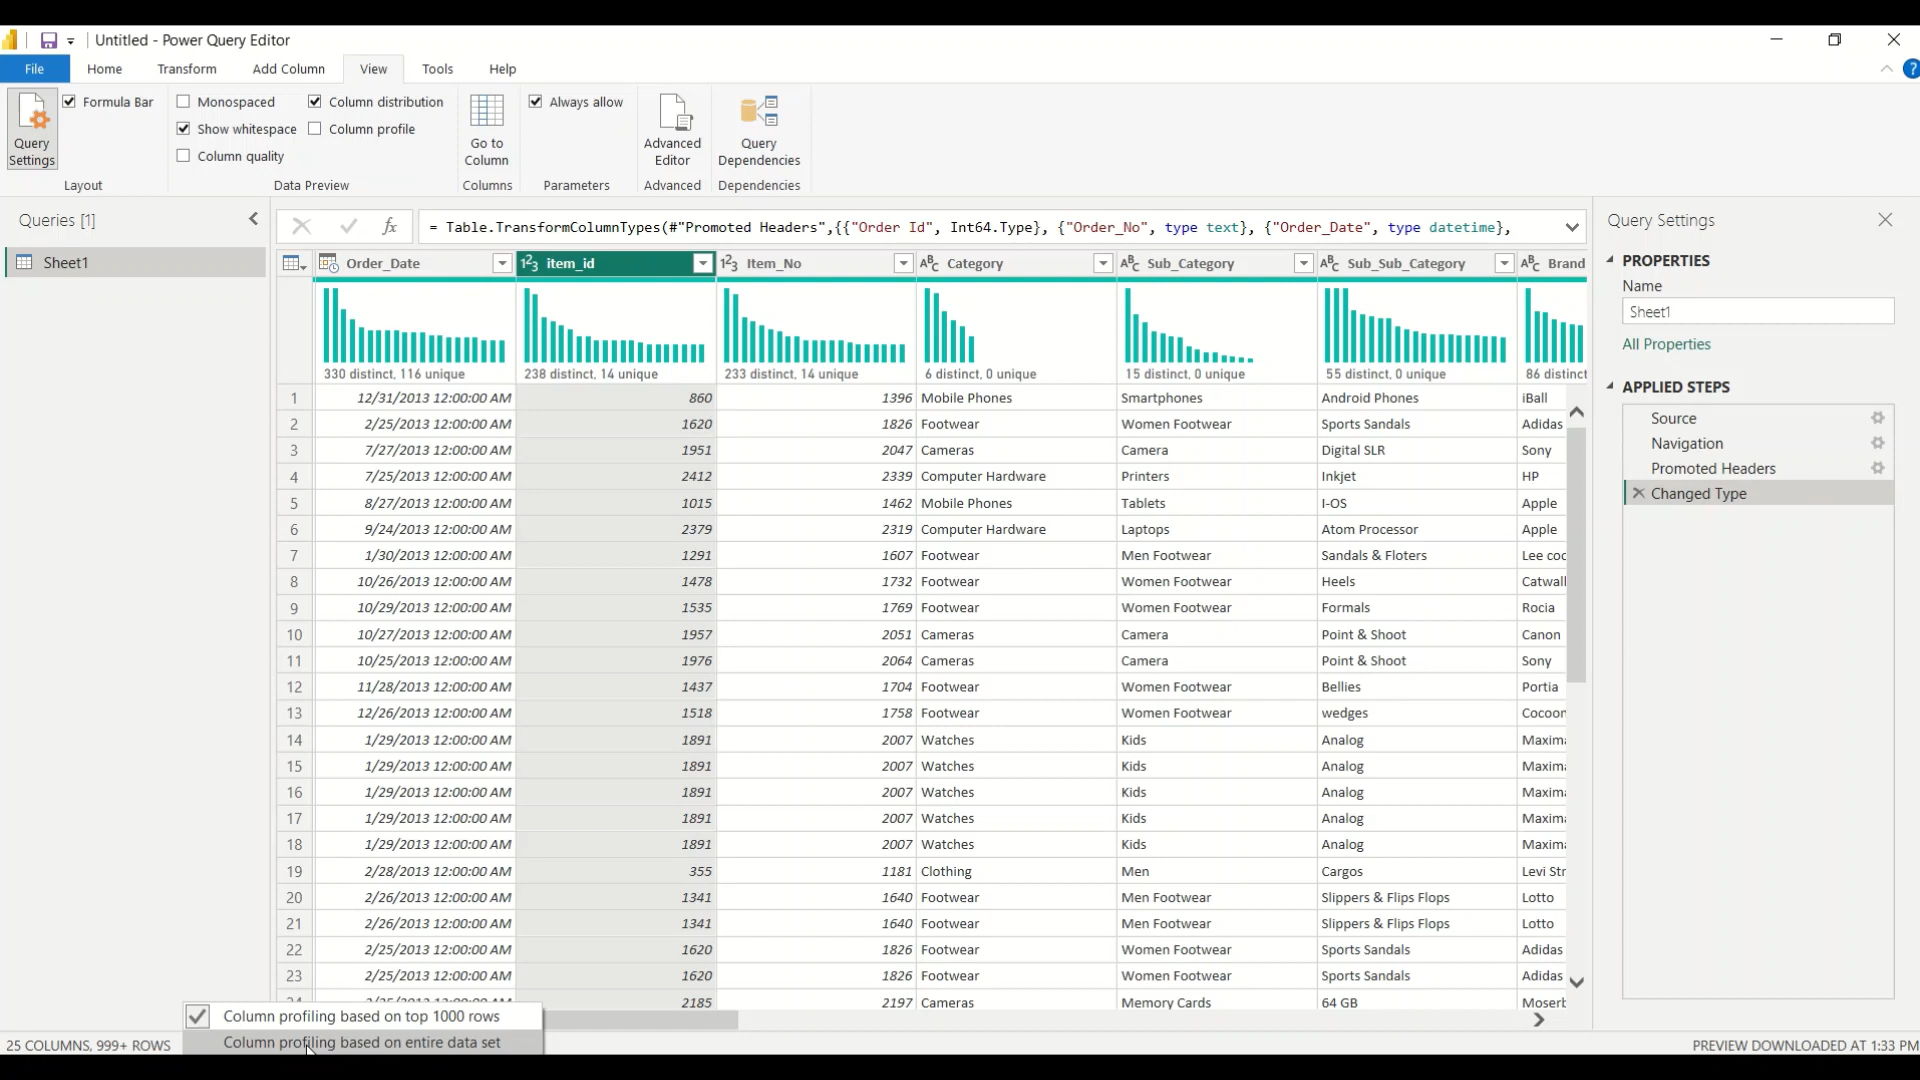 Untitled - Power Query Editor
File Home Transform Add Column View Tools Help
?
Query Settings
Formula Bar
Layout
Monospaced
Show whitespace
Column quality
Column distribution
Column profile
Data Preview
Go to Column
Columns
Always allow
Parameters
Advanced Editor
Advanced
Query Dependencies
Dependencies
Queries [1]
Sheet1
fx
= Table.TransformColumnTypes(#"Promoted Headers",{{"Order Id", Int64.Type}, {"Order_No", type text}, {"Order_Date", type datetime},
Order_Date 123 item_id 123 Item_No ABC Category ABC Sub_Category ABC Sub_Sub_Category ABC Brand
330 distinct, 116 unique 238 distinct, 14 unique 233 distinct, 14 unique 6 distinct, 0 unique 15 distinct, 0 unique 55 distinct, 0 unique 86 distinct
1 12/31/2013 12:00:00 AM 860 1396 Mobile Phones Smartphones Android Phones iBall
2 2/25/2013 12:00:00 AM 1620 1826 Footwear Women Footwear Sports Sandals Adidas
3 7/27/2013 12:00:00 AM 1951 2047 Cameras Camera Digital SLR Sony
4 7/25/2013 12:00:00 AM 2412 2339 Computer Hardware Printers Inkjet HP
5 8/27/2013 12:00:00 AM 1015 1462 Mobile Phones Tablets I-OS Apple
6 9/24/2013 12:00:00 AM 2379 2319 Computer Hardware Laptops Atom Processor Apple
7 1/30/2013 12:00:00 AM 1291 1607 Footwear Men Footwear Sandals & Floters Lee coo
8 10/26/2013 12:00:00 AM 1478 1732 Footwear Women Footwear Heels Catwal
9 10/29/2013 12:00:00 AM 1535 1769 Footwear Women Footwear Formals Rocia
10 10/27/2013 12:00:00 AM 1957 2051 Cameras Camera Point & Shoot Canon
11 10/25/2013 12:00:00 AM 1976 2064 Cameras Camera Point & Shoot Sony
12 11/28/2013 12:00:00 AM 1437 1704 Footwear Women Footwear Bellies Portia
13 12/26/2013 12:00:00 AM 1518 1758 Footwear Women Footwear wedges Cocoon
14 1/29/2013 12:00:00 AM 1891 2007 Watches Kids Analog Maxima
15 1/29/2013 12:00:00 AM 1891 2007 Watches Kids Analog Maxima
16 1/29/2013 12:00:00 AM 1891 2007 Watches Kids Analog Maxima
17 1/29/2013 12:00:00 AM 1891 2007 Watches Kids Analog Maxima
18 1/29/2013 12:00:00 AM 1891 2007 Watches Kids Analog Maxima
19 2/28/2013 12:00:00 AM 355 1181 Clothing Men Cargos Levi Str
20 2/26/2013 12:00:00 AM 1341 1640 Footwear Men Footwear Slippers & Flips Flops Lotto
21 2/26/2013 12:00:00 AM 1341 1640 Footwear Men Footwear Slippers & Flips Flops Lotto
22 2/25/2013 12:00:00 AM 1620 1826 Footwear Women Footwear Sports Sandals Adidas
23 2/25/2013 12:00:00 AM 1620 1826 Footwear Women Footwear Sports Sandals Adidas
2185 2197 Cameras Memory Cards 64 GB Moserb
Column profiling based on top 1000 rows
Column profiling based on entire data set
25 COLUMNS, 999+ ROWS
Query Settings
PROPERTIES
Name
Sheet1
All Properties
APPLIED STEPS
Source
Navigation
Promoted Headers
Changed Type
PREVIEW DOWNLOADED AT 1:33 PM